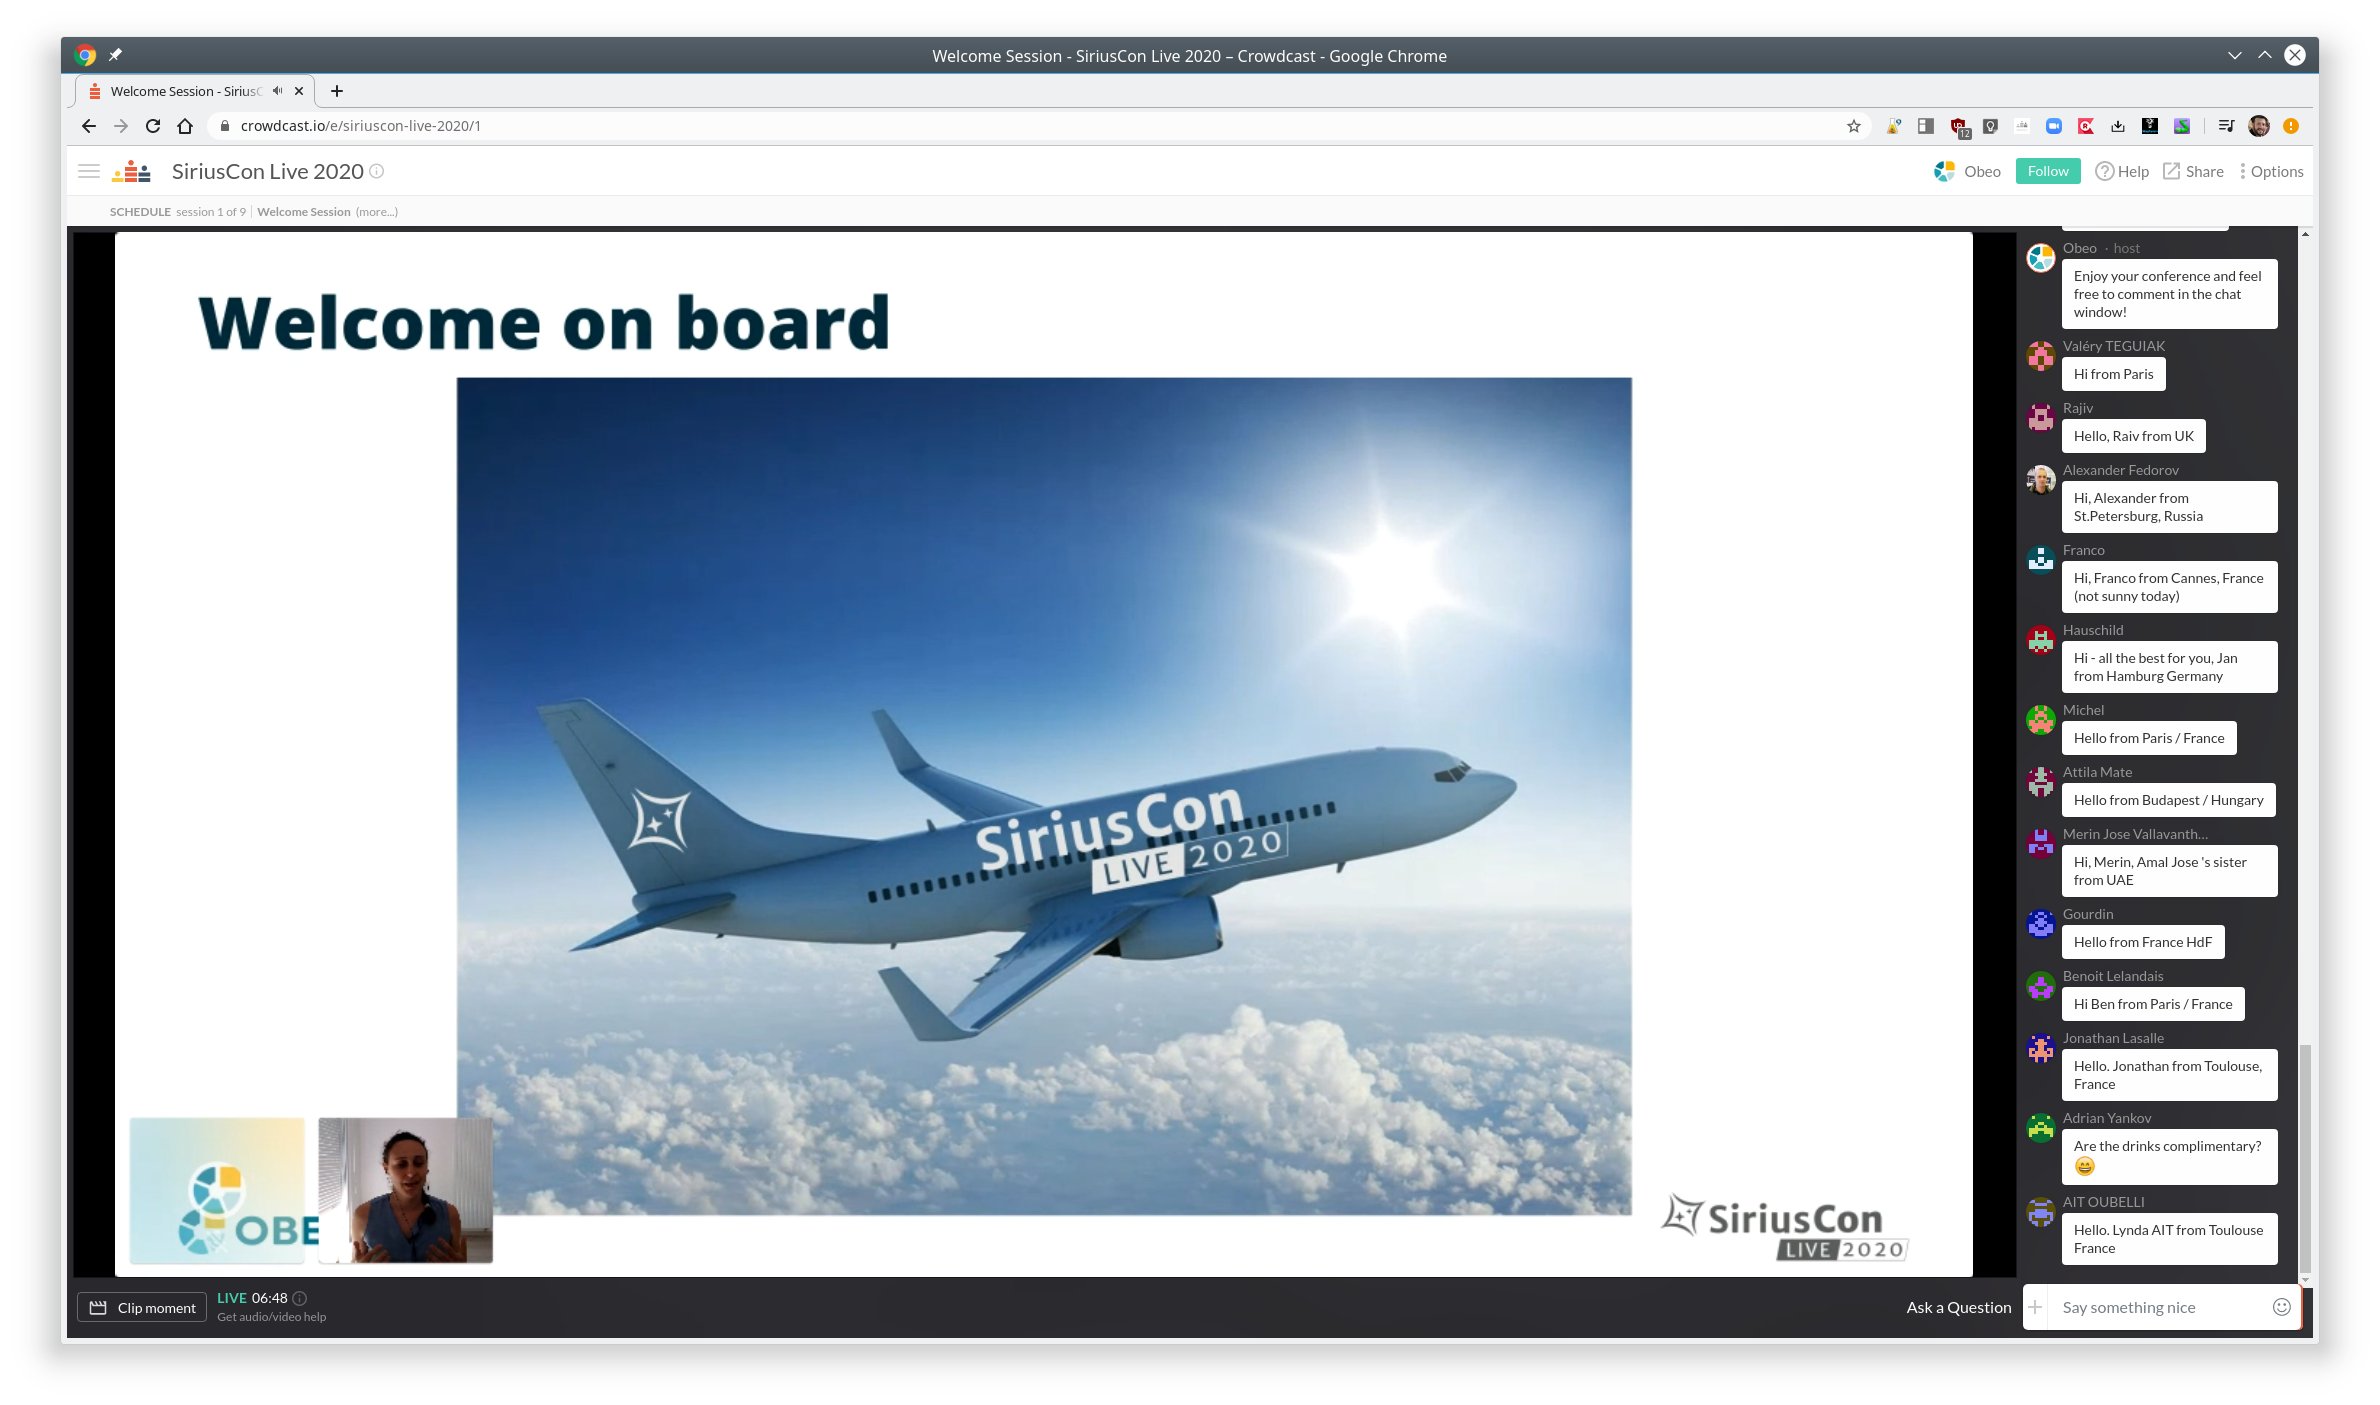 Welcome Session - SiriusCon Live 2020 – Crowdcast - Google Chrome
Welcome Session - SiriusC
crowdcast.io/e/siriuscon-live-2020/1
12
SiriusCon Live 2020
Obeo
Follow
Help
Share
Options
SCHEDULE session 1 of 9 | Welcome Session (more...)
Welcome on board
SiriusCon
LIVE 2020
OBE
SiriusCon
LIVE 2020
Obeo · host
Enjoy your conference and feel
free to comment in the chat
window!
Valéry TEGUIAK
Hi from Paris
Rajiv
Hello, Raiv from UK
Alexander Fedorov
Hi, Alexander from
St.Petersburg, Russia
Franco
Hi, Franco from Cannes, France
(not sunny today)
Hauschild
Hi - all the best for you, Jan
from Hamburg Germany
Michel
Hello from Paris / France
Attila Mate
Hello from Budapest / Hungary
Merin Jose Vallavanth...
Hi, Merin, Amal Jose 's sister
from UAE
Gourdin
Hello from France HdF
Benoit Lelandais
Hi Ben from Paris / France
Jonathan Lasalle
Hello. Jonathan from Toulouse,
France
Adrian Yankov
Are the drinks complimentary?
😄
AIT OUBELLI
Hello. Lynda AIT from Toulouse
France
Clip moment
LIVE 06:48
Get audio/video help
Ask a Question
Say something nice